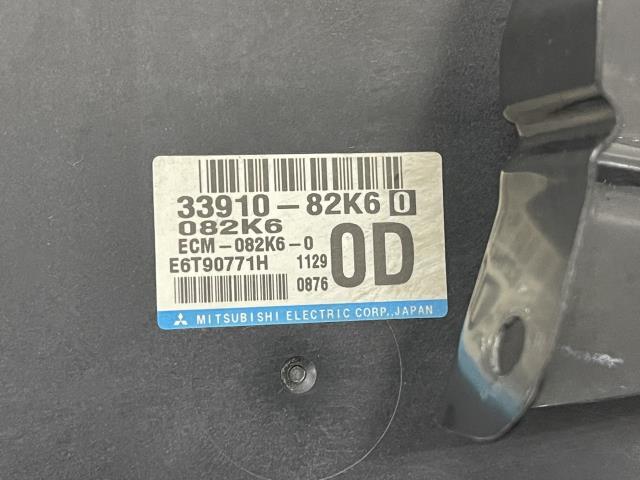 33910-82K6 0
082K6
ECM-082K6-0
E6T90771H 1129
0876
0D
MITSUBISHI ELECTRIC CORP., JAPAN